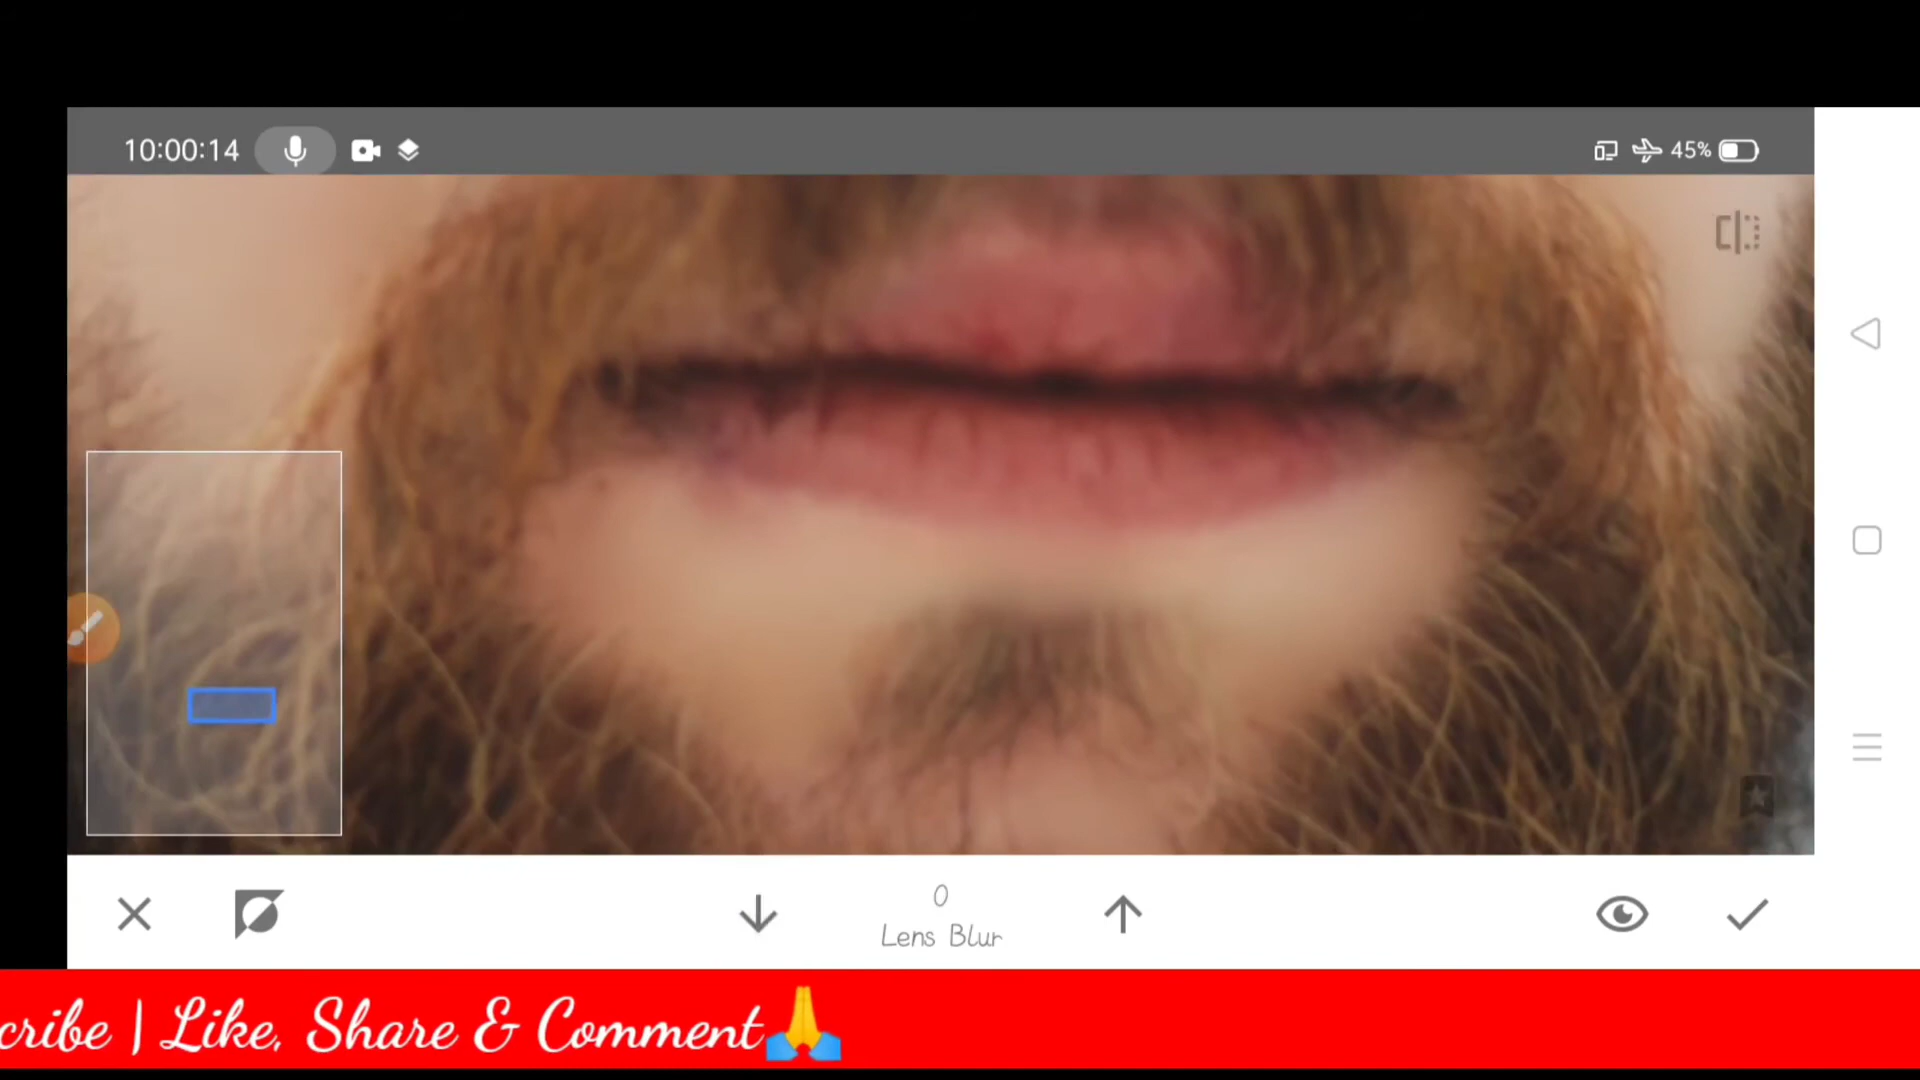 10:00:14
45%
0
Lens Blur
cribe | Like, Share & Comment🙏